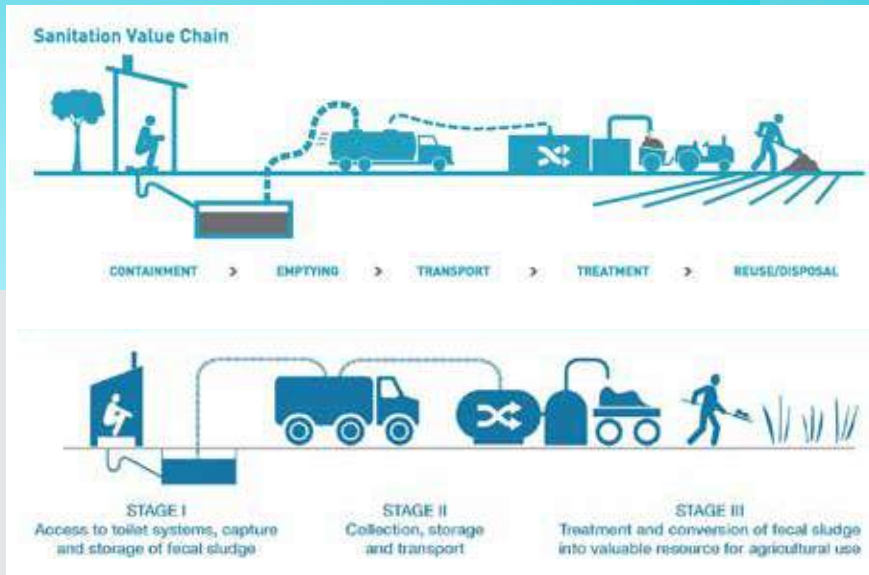 Sanitation Value Chain
CONTAINMENT > EMPTYING > TRANSPORT > TREATMENT > REUSE/DISPOSAL
STAGE I
Access to toilet systems, capture
and storage of fecal sludge
STAGE II
Collection, storage
and transport
STAGE III
Treatment and conversion of fecal sludge
into valuable resource for agricultural use